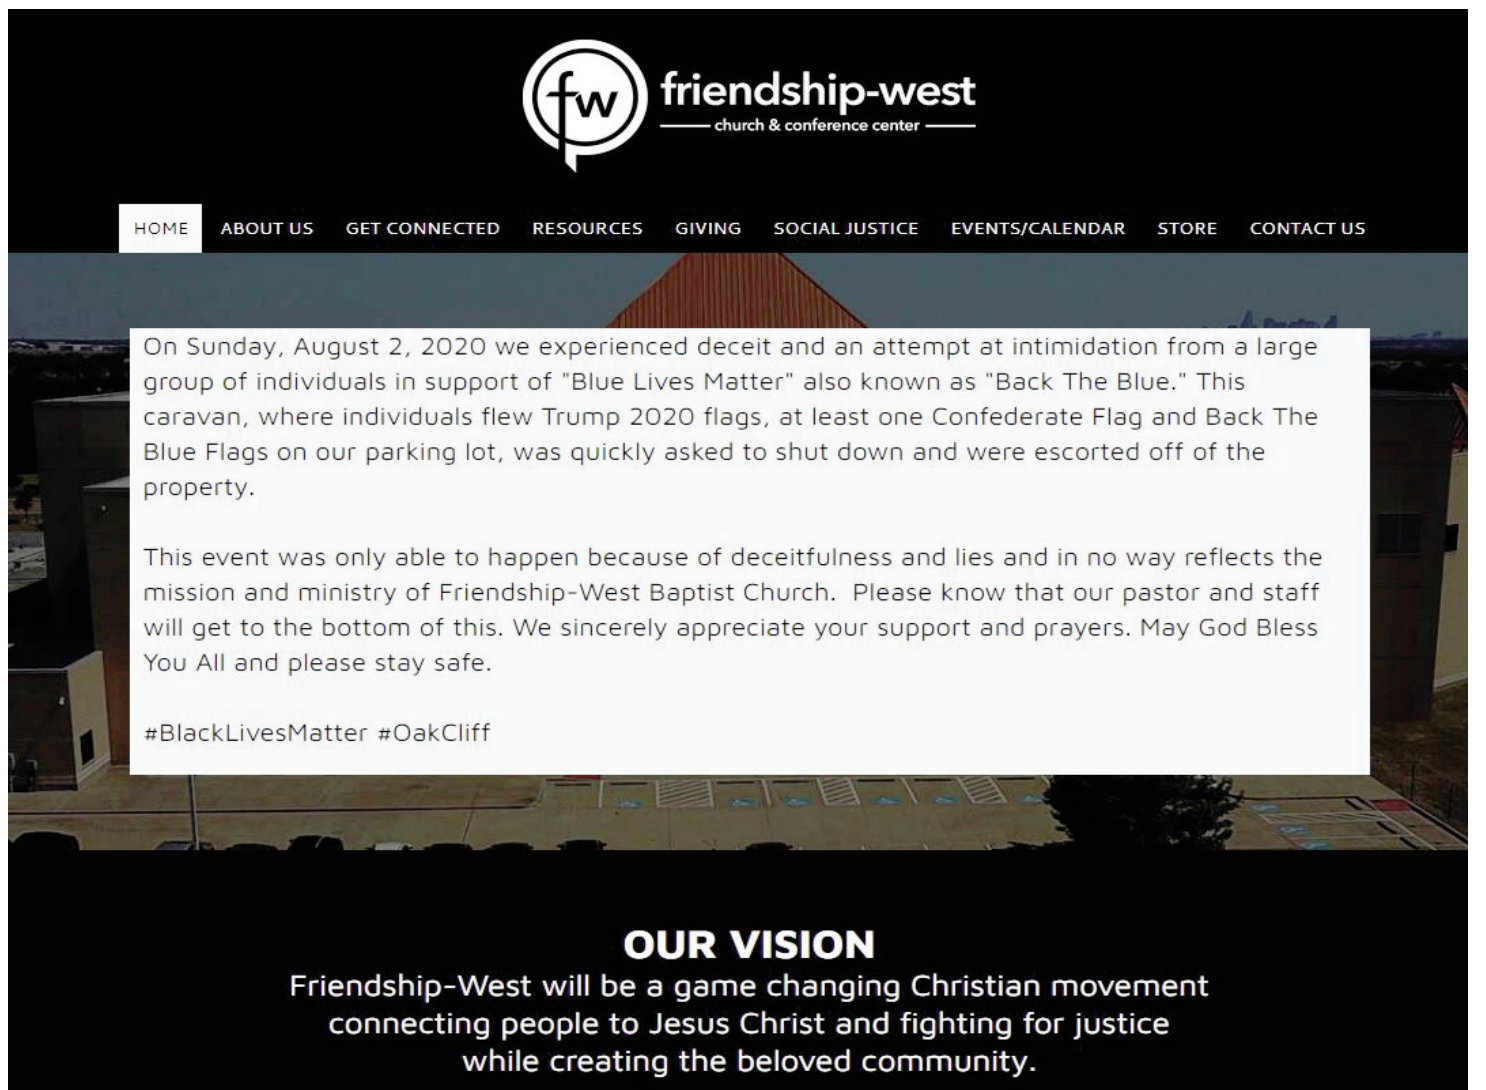 fw
friendship-west
church & conference center
HOME ABOUT US GET CONNECTED RESOURCES GIVING SOCIAL JUSTICE EVENTS/CALENDAR STORE CONTACT US
On Sunday, August 2, 2020 we experienced deceit and an attempt at intimidation from a large
group of individuals in support of "Blue Lives Matter" also known as "Back The Blue." This
caravan, where individuals flew Trump 2020 flags, at least one Confederate Flag and Back The
Blue Flags on our parking lot, was quickly asked to shut down and were escorted off of the
property.
This event was only able to happen because of deceitfulness and lies and in no way reflects the
mission and ministry of Friendship-West Baptist Church.  Please know that our pastor and staff
will get to the bottom of this. We sincerely appreciate your support and prayers. May God Bless
You All and please stay safe.
#BlackLivesMatter #OakCliff
OUR VISION
Friendship-West will be a game changing Christian movement
connecting people to Jesus Christ and fighting for justice
while creating the beloved community.